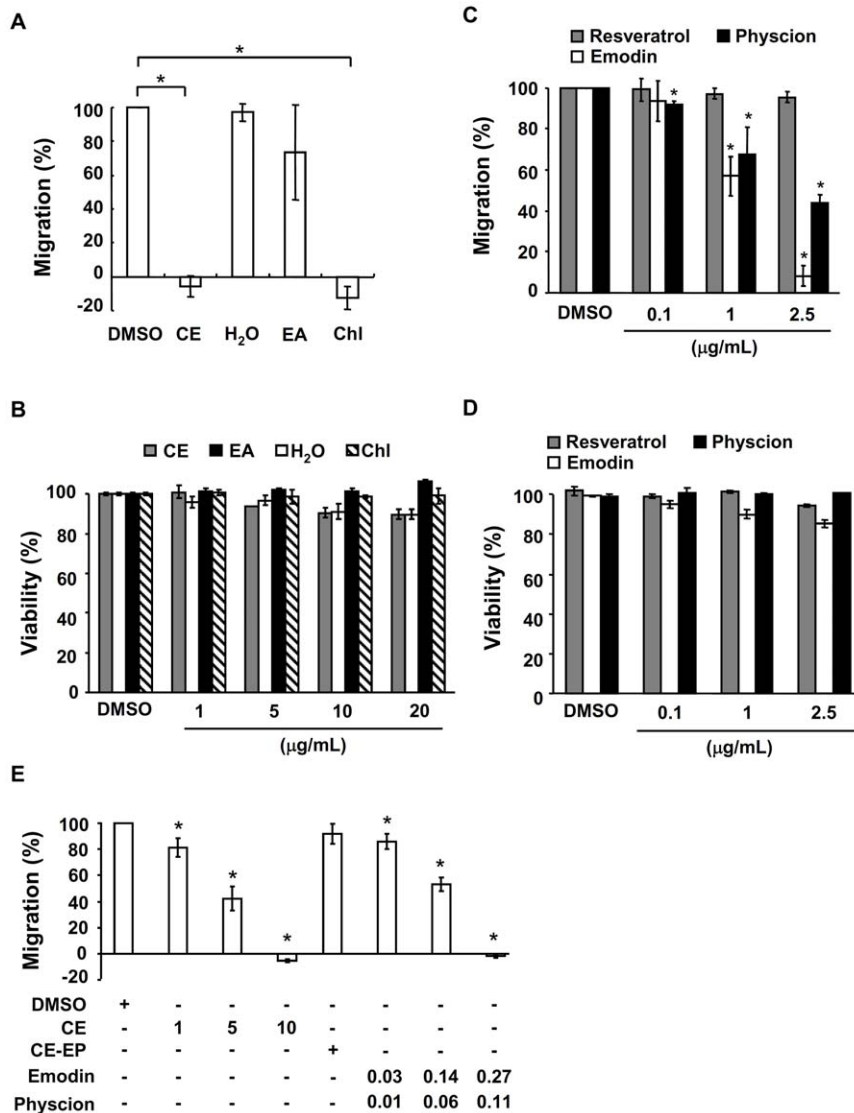 A
* 
*
Migration (%)
100
80
60
40
20
0
-20
DMSO CE H₂O EA Chl
C
Resveratrol Physcion
Emodin
Migration (%)
100
80
60
40
20
0
*
* *
* *
DMSO 0.1 1 2.5
(μg/mL)
B
CE EA H₂O Chl
Viability (%)
100
80
60
40
20
0
DMSO 1 5 10 20
(μg/mL)
D
Resveratrol Physcion
Emodin
Viability (%)
100
80
60
40
20
0
DMSO 0.1 1 2.5
(μg/mL)
E
Migration (%)
100
80
60
40
20
0
-20
* * * * * *
DMSO + - - - - - - -
CE - 1 5 10 - - - -
CE-EP - - - - + - - -
Emodin - - - - - 0.03 0.14 0.27
Physcion - - - - - 0.01 0.06 0.11